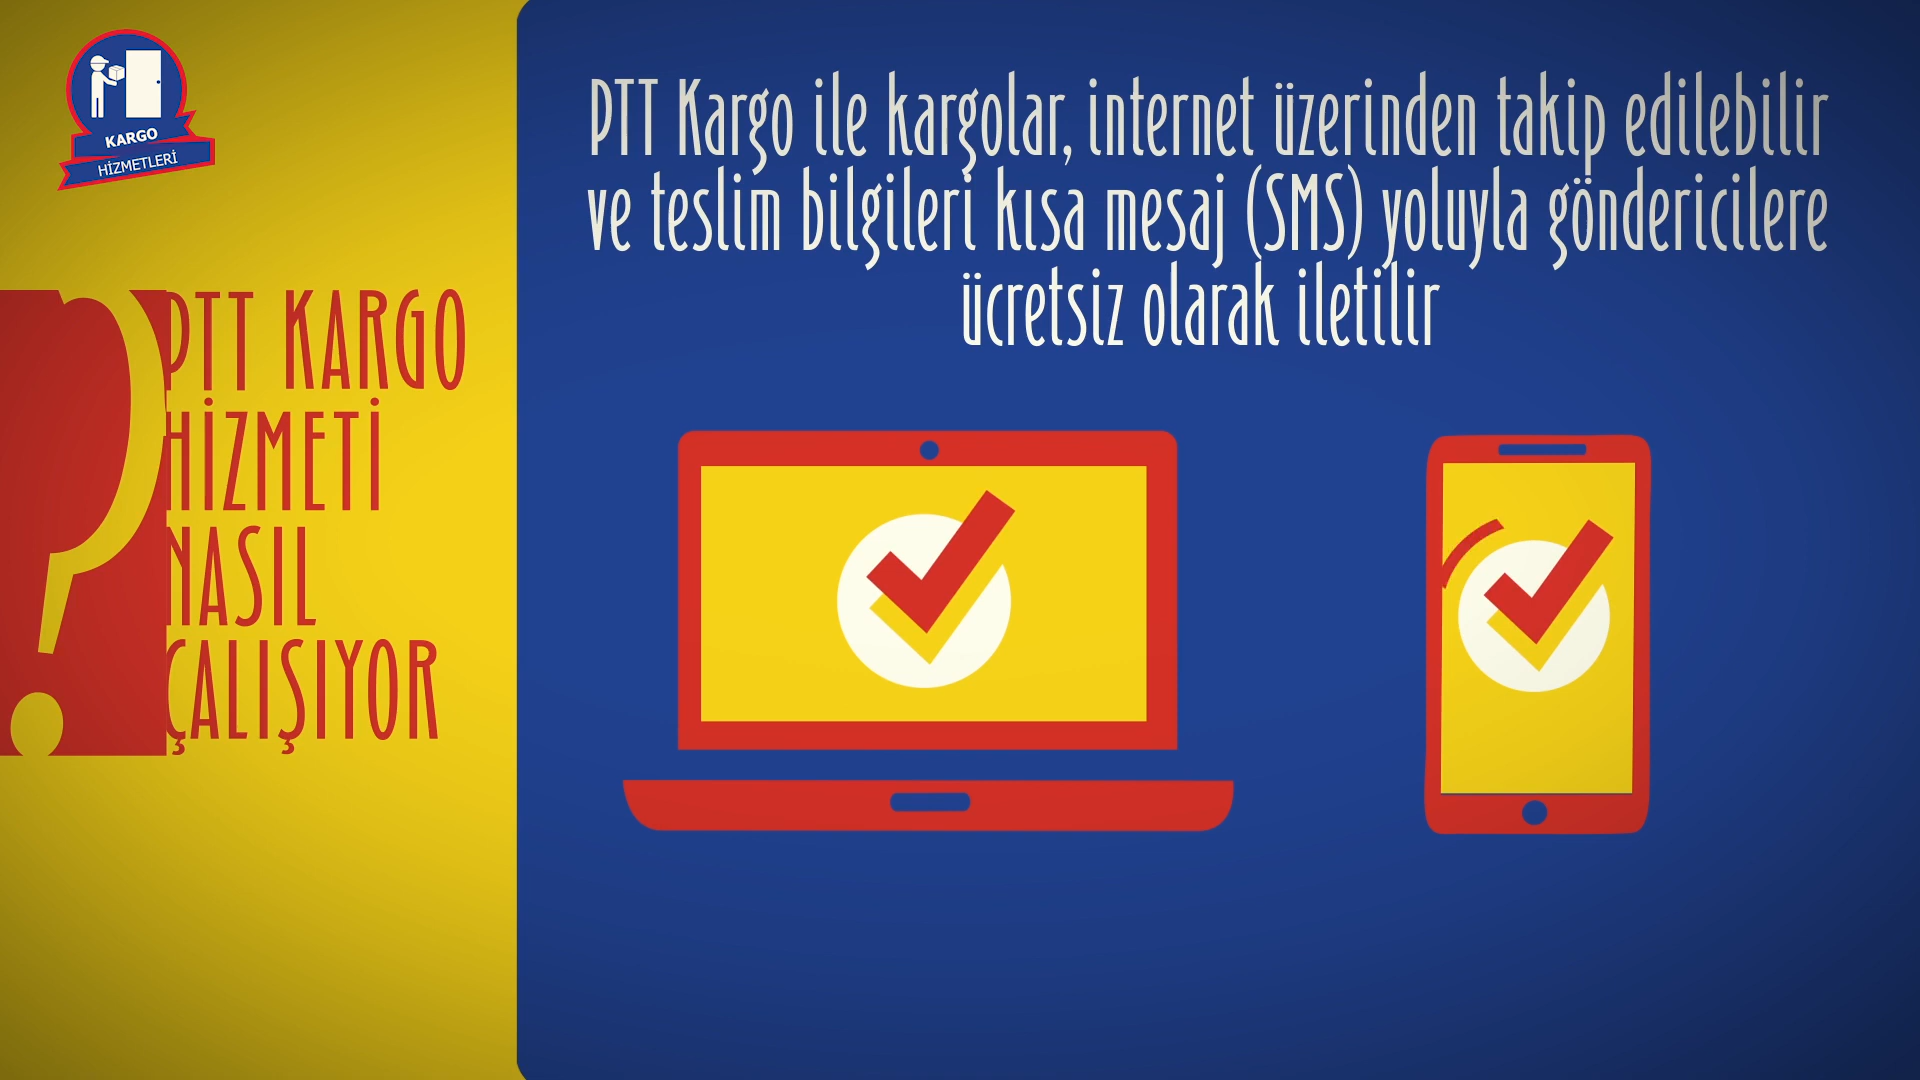 KARGO
HİZMETLERİ
PTT KARGO
HİZMETİ
NASIL
ÇALIŞIYOR
?
PTT Kargo ile kargolar, internet üzerinden takip edilebilir
ve teslim bilgileri kısa mesaj (SMS) yoluyla göndericilere
ücretsiz olarak iletilir